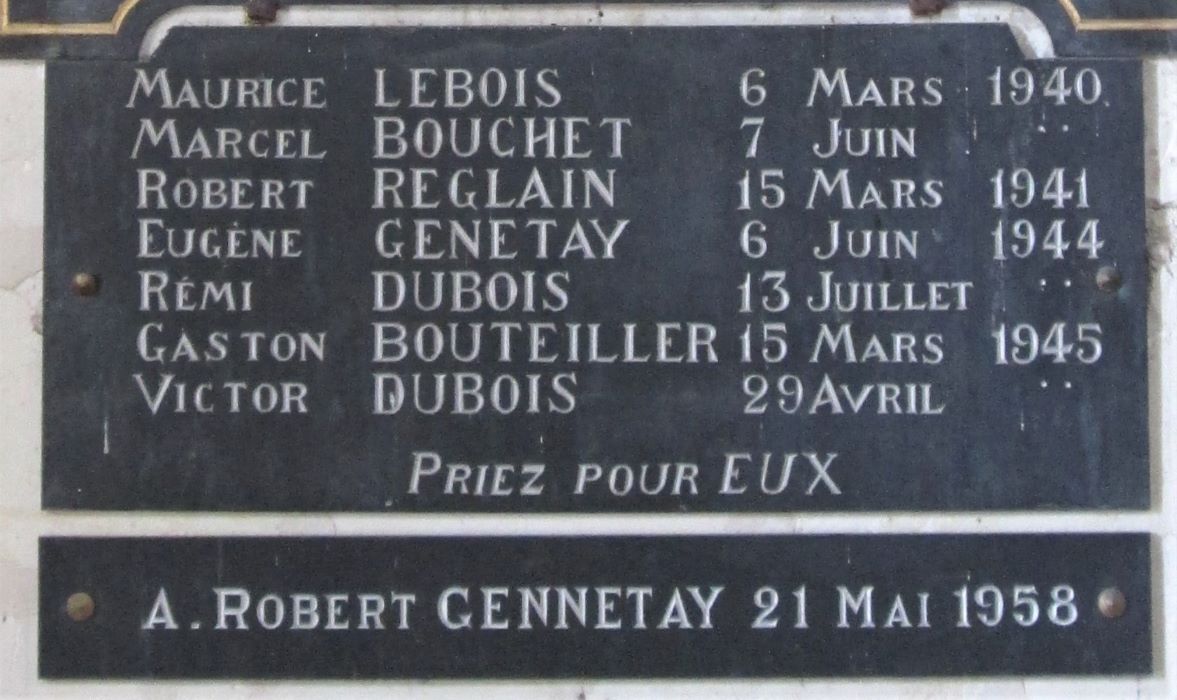 MAURICE LEBOIS 6 MARS 1940
MARCEL BOUCHET 7 JUIN ..
ROBERT REGLAIN 15 MARS 1941
EUGÈNE GENETAY 6 JUIN 1944
RÉMI DUBOIS 13 JUILLET ..
GASTON BOUTEILLER 15 MARS 1945
VICTOR DUBOIS 29 AVRIL ..
PRIEZ POUR EUX
A. ROBERT GENNETAY 21 MAI 1958